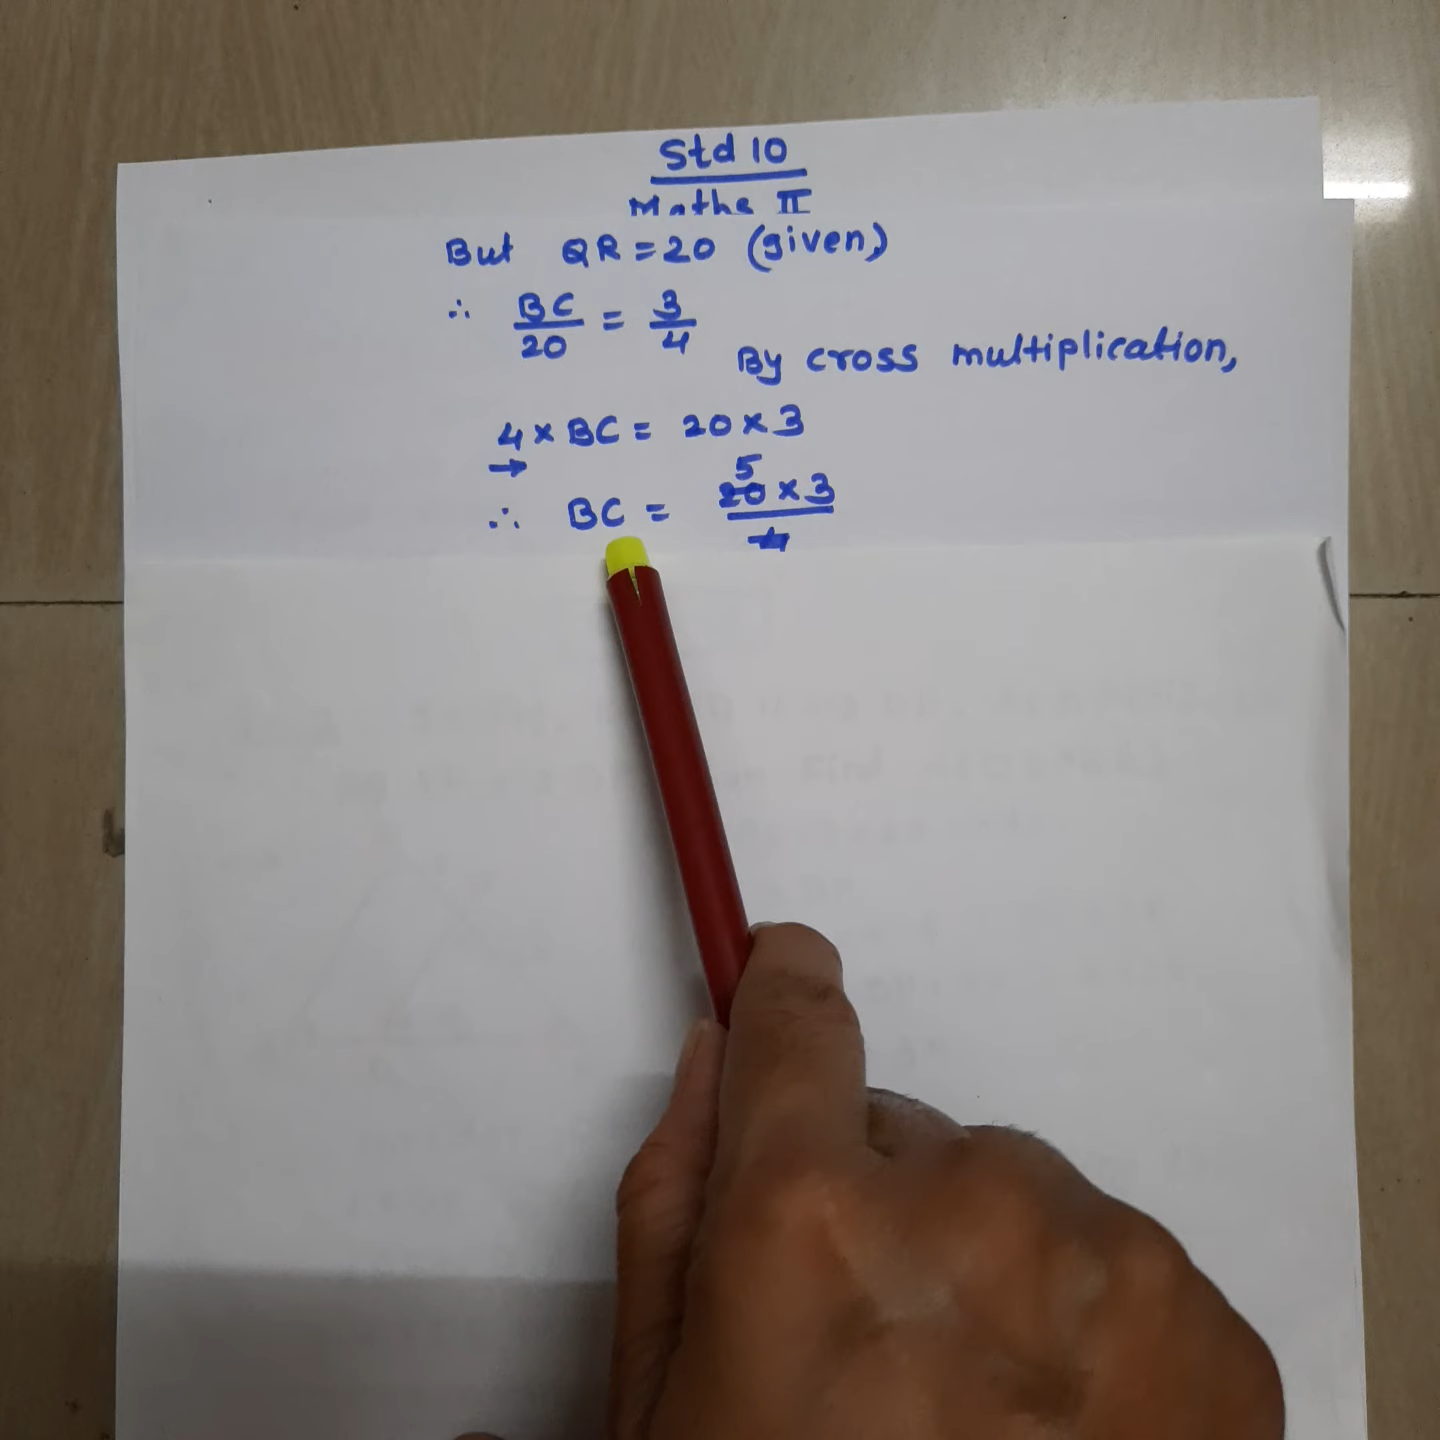 Std 10
Maths II
But QR = 20 (given)
∴ BC/20 = 3/4
By cross multiplication,
4 × BC = 20 × 3
→
5
∴ BC = 20 × 3 / 4